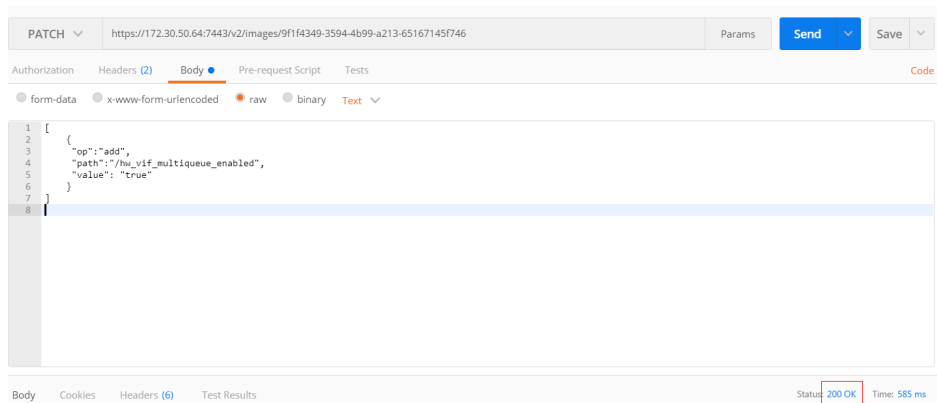 PATCH https://172.30.50.64:7443/v2/images/9f1f4349-3594-4b99-a213-65167145f746 Params Send Save
Authorization Headers (2) Body Pre-request Script Tests Code
form-data x-www-form-urlencoded raw binary Text
1 [
2 {
3 "op":"add",
4 "path":"/hw_vif_multiqueue_enabled",
5 "value": "true"
6 }
7 ]
8
Body Cookies Headers (6) Test Results Status: 200 OK Time: 585 ms